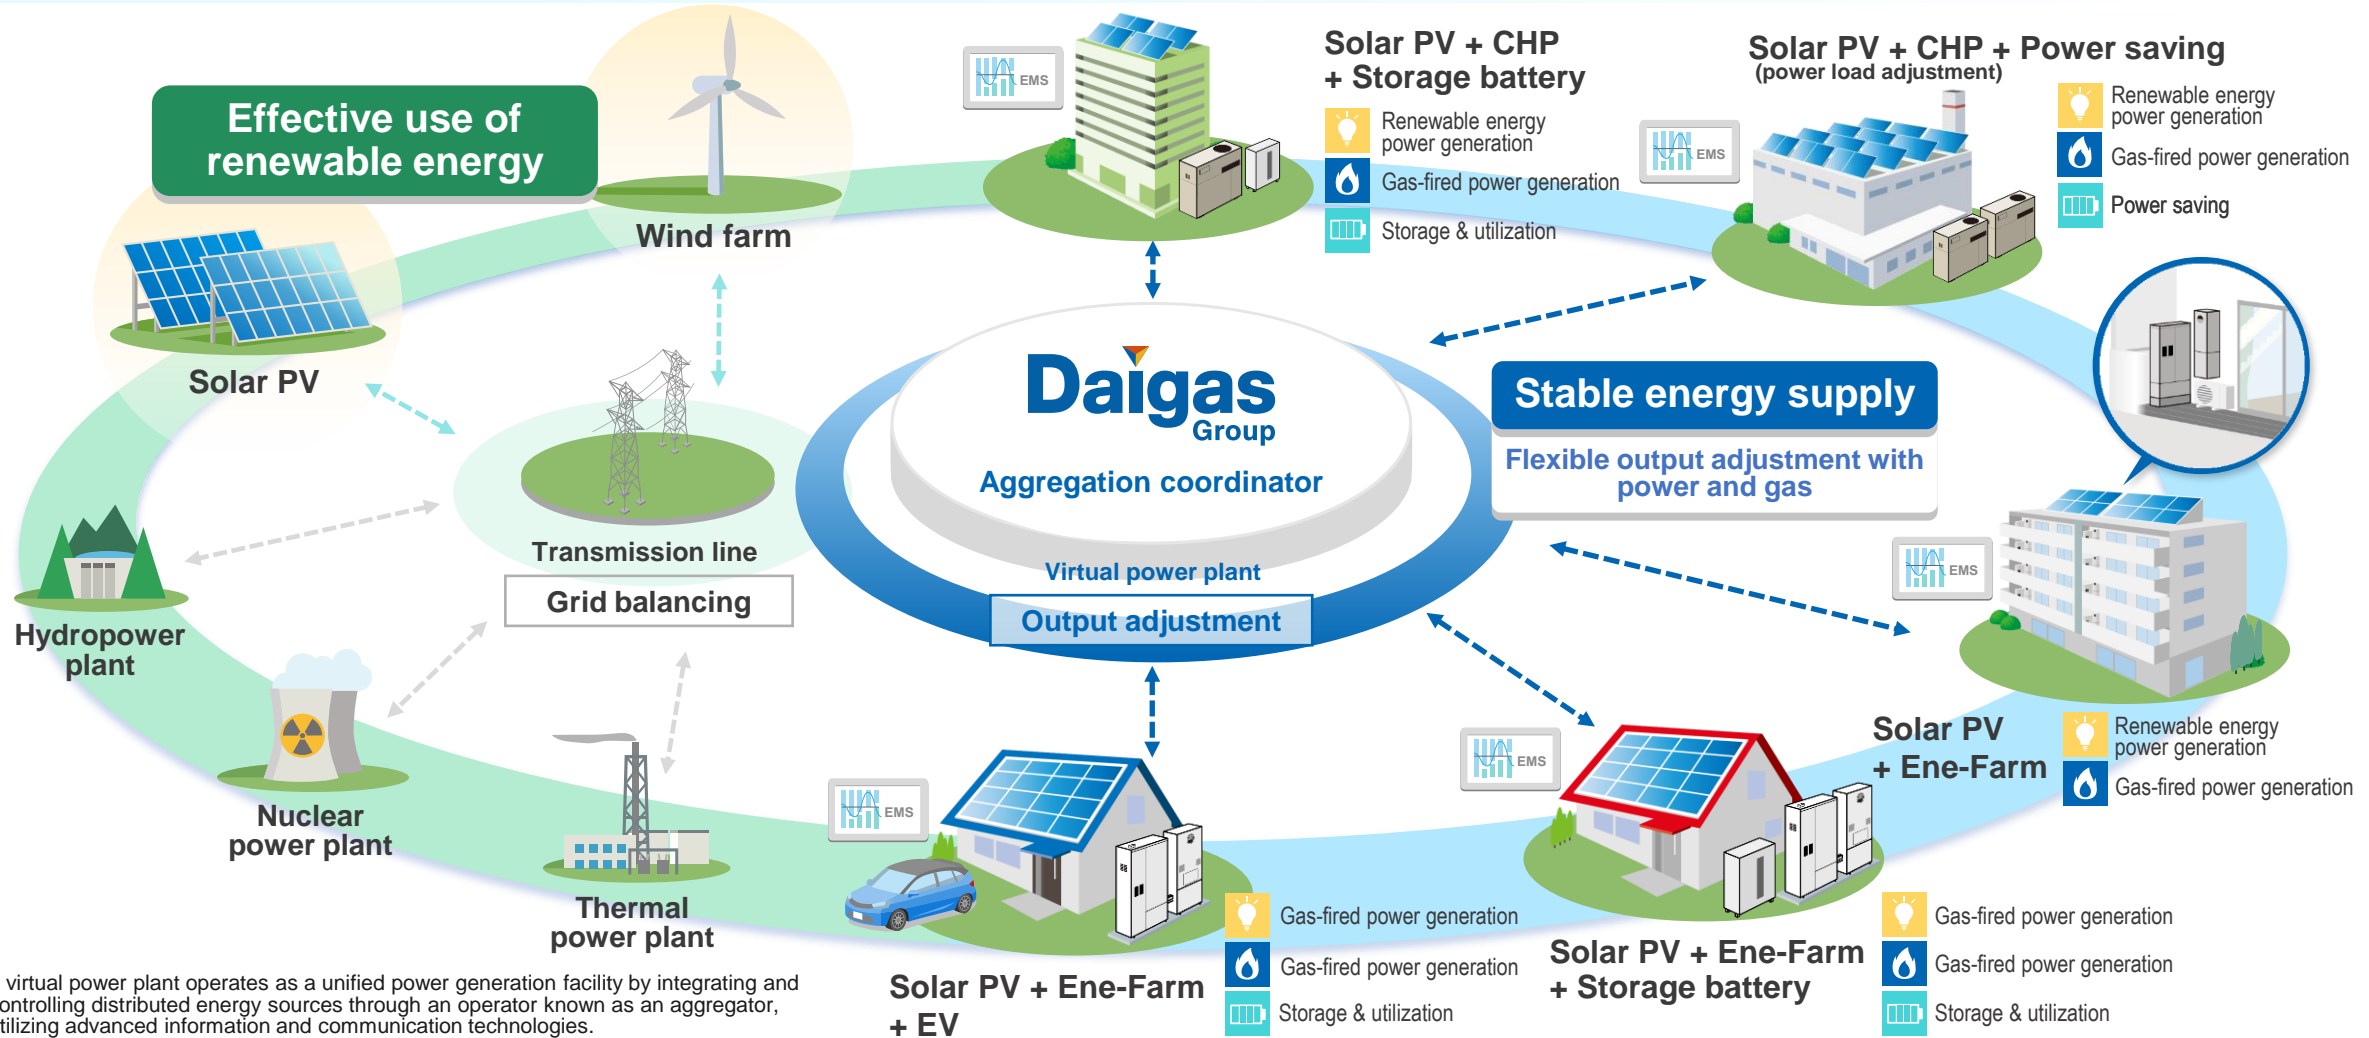 Effective use of
renewable energy
Wind farm
Solar PV
Transmission line
Grid balancing
Hydropower
plant
Nuclear
power plant
Thermal
power plant
EMS
Solar PV + CHP
+ Storage battery
Renewable energy
power generation
Gas-fired power generation
Storage & utilization
EMS
Solar PV + CHP + Power saving
(power load adjustment)
Renewable energy
power generation
Gas-fired power generation
Power saving
Daigas
Group
Aggregation coordinator
Virtual power plant
Output adjustment
Stable energy supply
Flexible output adjustment with
power and gas
EMS
Solar PV
+ Ene-Farm
Renewable energy
power generation
Gas-fired power generation
EMS
Solar PV + Ene-Farm
+ Storage battery
Gas-fired power generation
Gas-fired power generation
Storage & utilization
EMS
Solar PV + Ene-Farm
+ EV
Gas-fired power generation
Gas-fired power generation
Storage & utilization
virtual power plant operates as a unified power generation facility by integrating and
ontrolling distributed energy sources through an operator known as an aggregator,
tilizing advanced information and communication technologies.